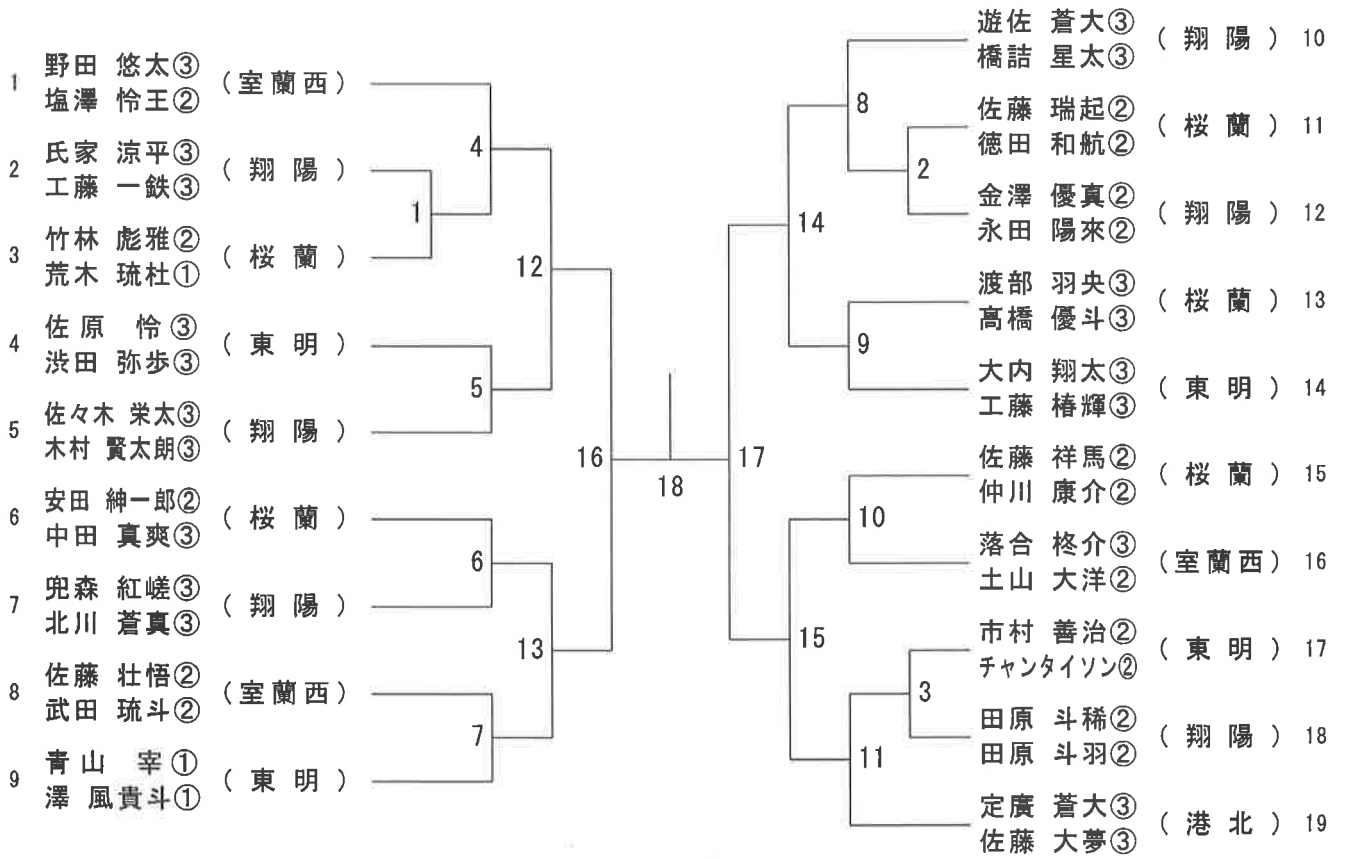 1 野田 悠太③ (室蘭西)
塩澤 怜王②
2 氏家 涼平③ (翔陽)
工藤 一鉄③
3 竹林 彪雅② (桜蘭)
荒木 琉杜①
4 佐原 怜③ (東明)
渋田 弥歩③
5 佐々木 栄太③ (翔陽)
木村 賢太朗③
6 安田 紳一郎② (桜蘭)
中田 真爽③
7 兜森 紅嵯③ (翔陽)
北川 蒼真③
8 佐藤 壮悟② (室蘭西)
武田 琉斗②
9 青山 宰① (東明)
澤 風貴斗①
4
1
12
5
16
6
13
7
18
17
14
8
2
9
15
10
3
11
遊佐 蒼大③ (翔陽) 10
橋詰 星太③
佐藤 瑞起② (桜蘭) 11
徳田 和航②
金澤 優真② (翔陽) 12
永田 陽來②
渡部 羽央③ (桜蘭) 13
高橋 優斗③
大内 翔太③ (東明) 14
工藤 椿輝③
佐藤 祥馬② (桜蘭) 15
仲川 康介②
落合 柊介③ (室蘭西) 16
土山 大洋②
市村 善治② (東明) 17
チャンタイソン②
田原 斗稀② (翔陽) 18
田原 斗羽②
定廣 蒼大③ (港北) 19
佐藤 大夢③